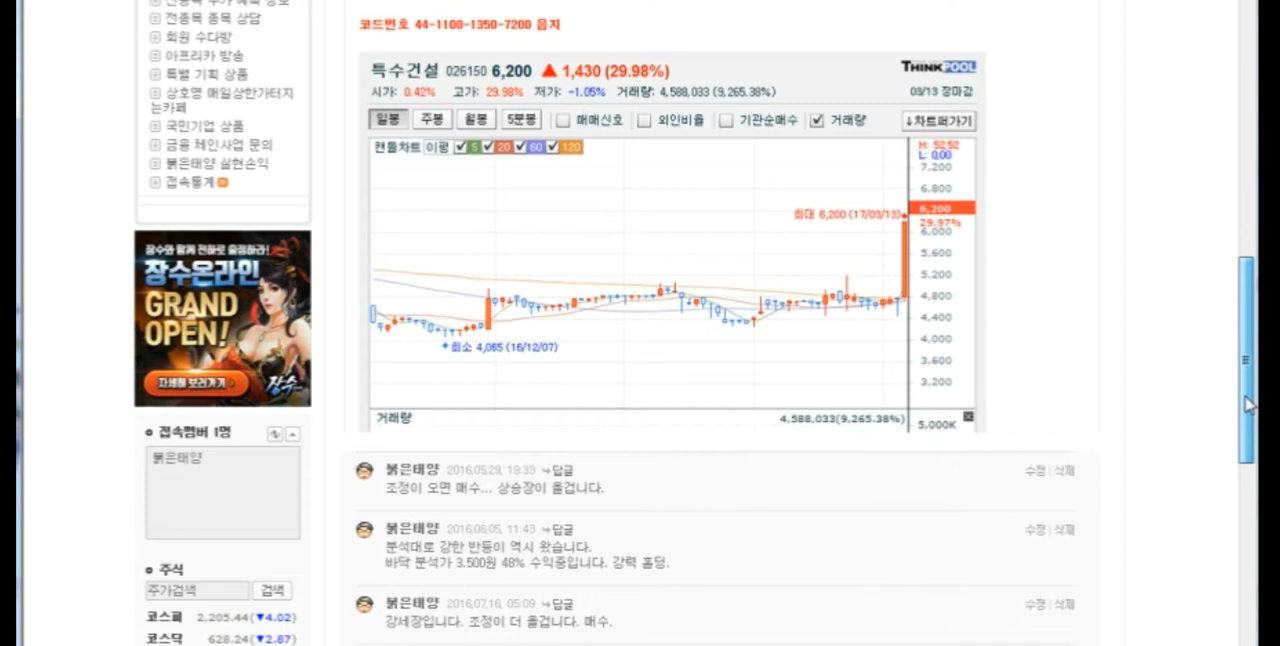 전종목 종목 상담
회원 수다방
아프리카 방송
특별 기획 상품
상호명 매일상한가터지
는카페
국민기업 상품
금융 체인사업 문의
붉은태양 실현손익
접속통계
장수와 함께 천하로 출정하라!
장수온라인
GRAND
OPEN!
자세히 보러가기
장수
접속멤버 1명
붉은태양
주식
주가검색 검색
코스피 2,205.44(▼4.02)
코스닥 628.24(▼2.87)
코드번호 44-1100-1350-7200 음지
특수건설 026150 6,200 ▲ 1,430 (29.98%)
THINKPOOL
시가: 0.42% 고가: 29.98% 저가: -1.05% 거래량: 4,588,033 (9,265.38%)
03/13 장마감
일봉 주봉 월봉 5분봉 매매신호 외인비율 기관순매수 거래량 ↓차트퍼가기
캔들차트 이평 5 20 60 120
H: 52.52
L: 0.00
7,200
6,800
최대 6,200 (17/03/13)
6,200
29.97%
6,000
5,600
5,200
4,800
4,400
4,000
3,600
3,200
최소 4,065 (16/12/07)
거래량 4,588,033(9,265.38%)
5,000K
붉은태양 2016.05.29, 19:33 답글 수정 | 삭제
조정이 오면 매수... 상승장이 올겁니다.
붉은태양 2016.06.05, 11:43 답글 수정 | 삭제
분석대로 강한 반등이 역시 왔습니다.
바닥 분석가 3.500원 48% 수익중입니다. 강력 홀딩.
붉은태양 2016.07.16, 05:09 답글 수정 | 삭제
강세장입니다. 조정이 더 올겁니다. 매수.